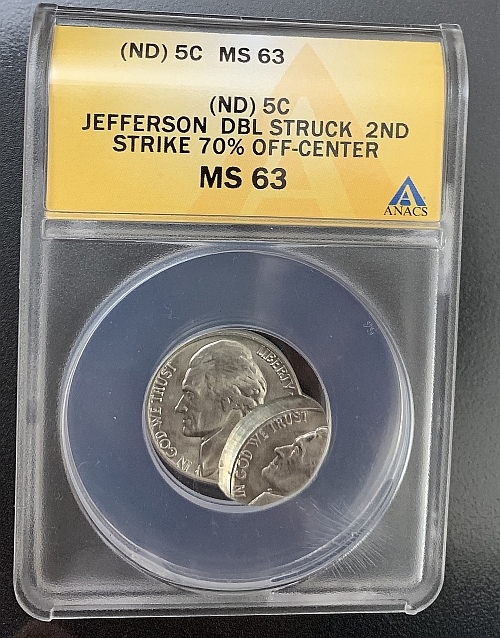 (ND) 5C MS 63
(ND) 5C
JEFFERSON DBL STRUCK 2ND
STRIKE 70% OFF-CENTER
MS 63
ANACS
IN GOD WE TRUST
LIBERTY
IN GOD WE TRUST